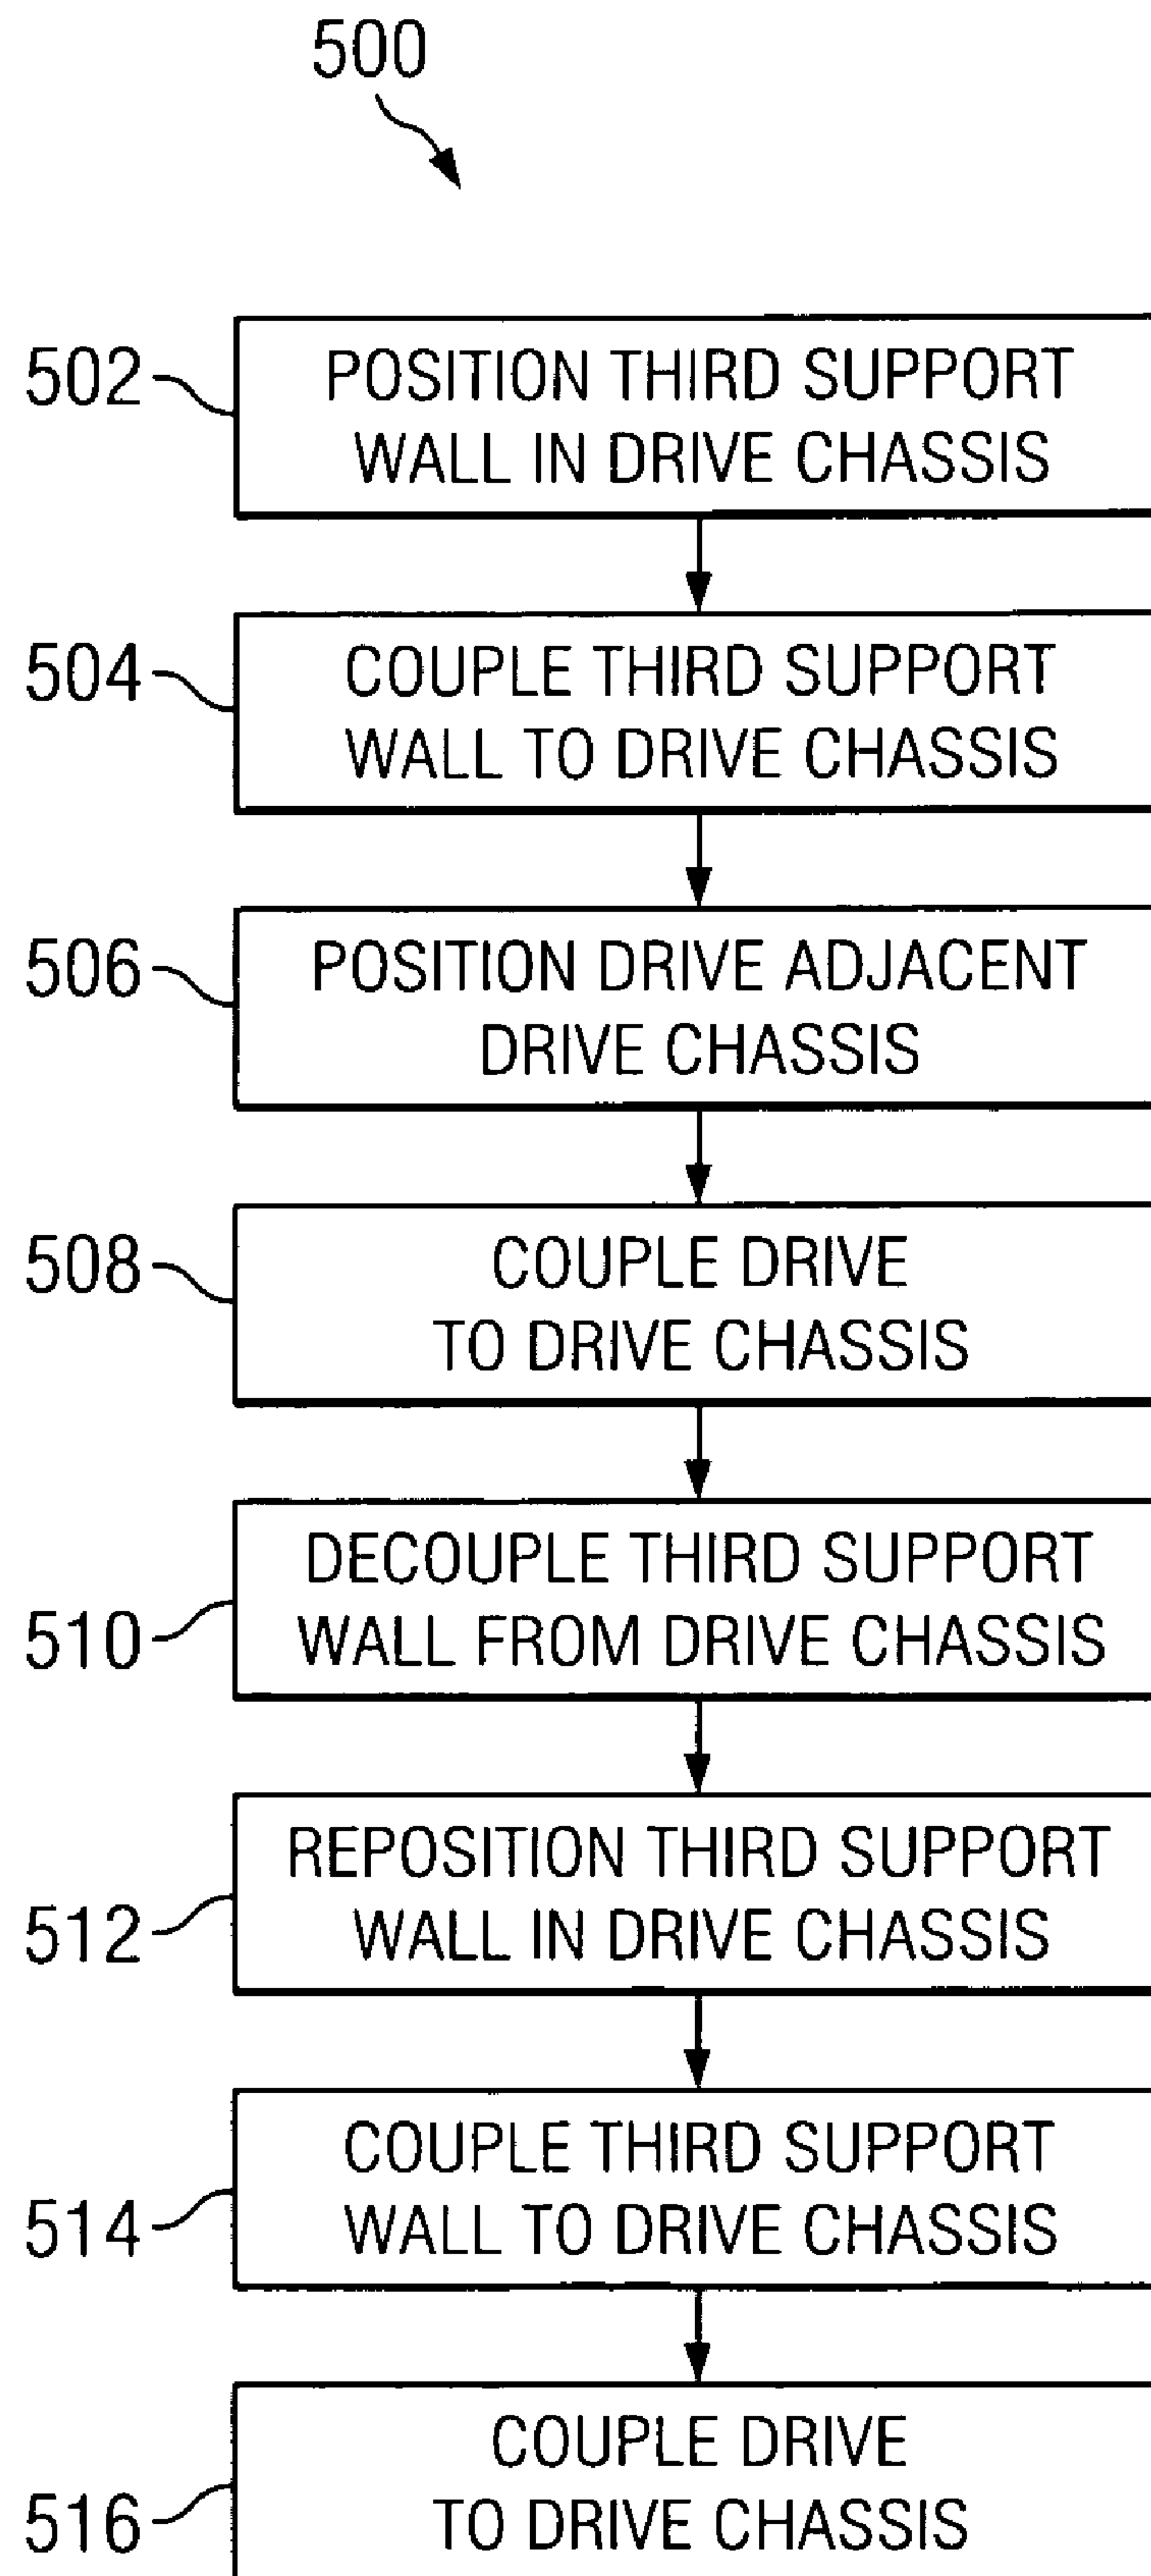 500
502
POSITION THIRD SUPPORT
WALL IN DRIVE CHASSIS
504
COUPLE THIRD SUPPORT
WALL TO DRIVE CHASSIS
506
POSITION DRIVE ADJACENT
DRIVE CHASSIS
508
COUPLE DRIVE
TO DRIVE CHASSIS
510
DECOUPLE THIRD SUPPORT
WALL FROM DRIVE CHASSIS
512
REPOSITION THIRD SUPPORT
WALL IN DRIVE CHASSIS
514
COUPLE THIRD SUPPORT
WALL TO DRIVE CHASSIS
516
COUPLE DRIVE
TO DRIVE CHASSIS